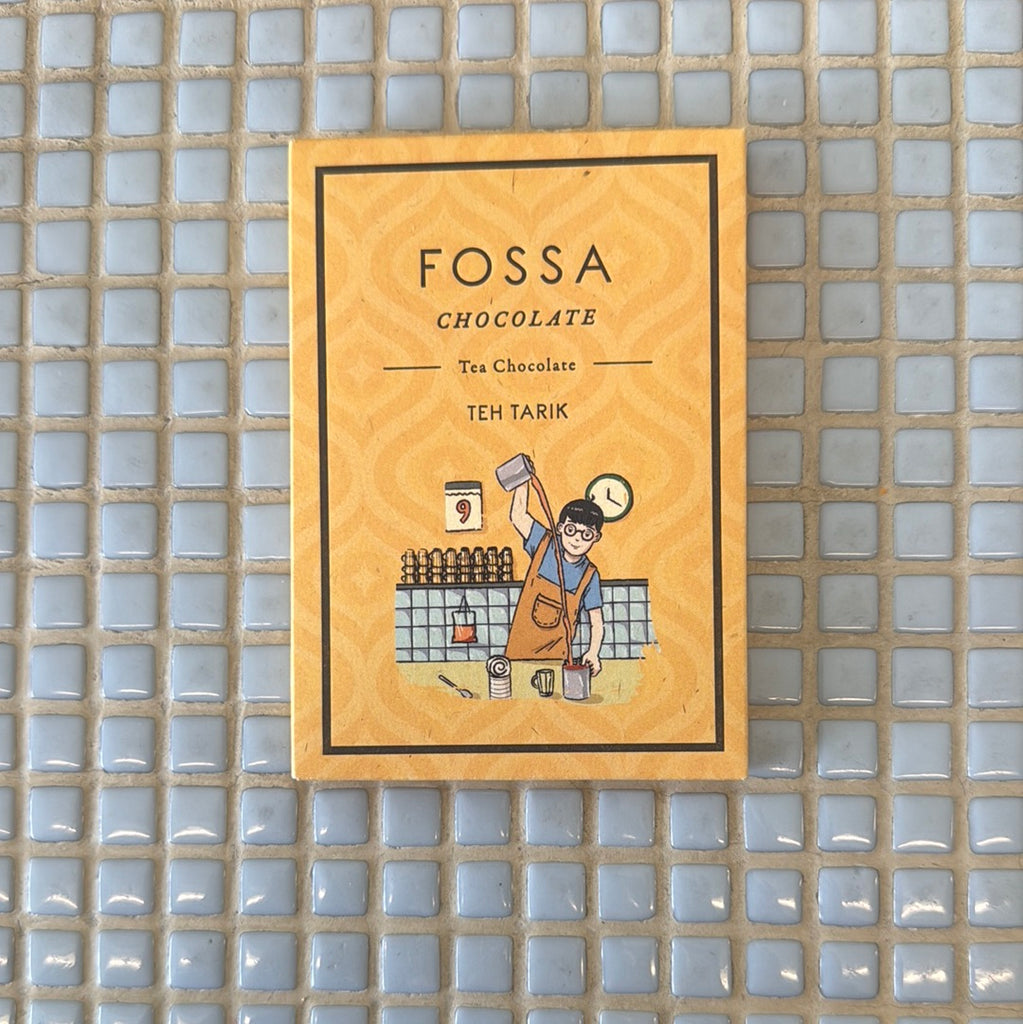 FOSSA
CHOCOLATE
Tea Chocolate
TEH TARIK
9